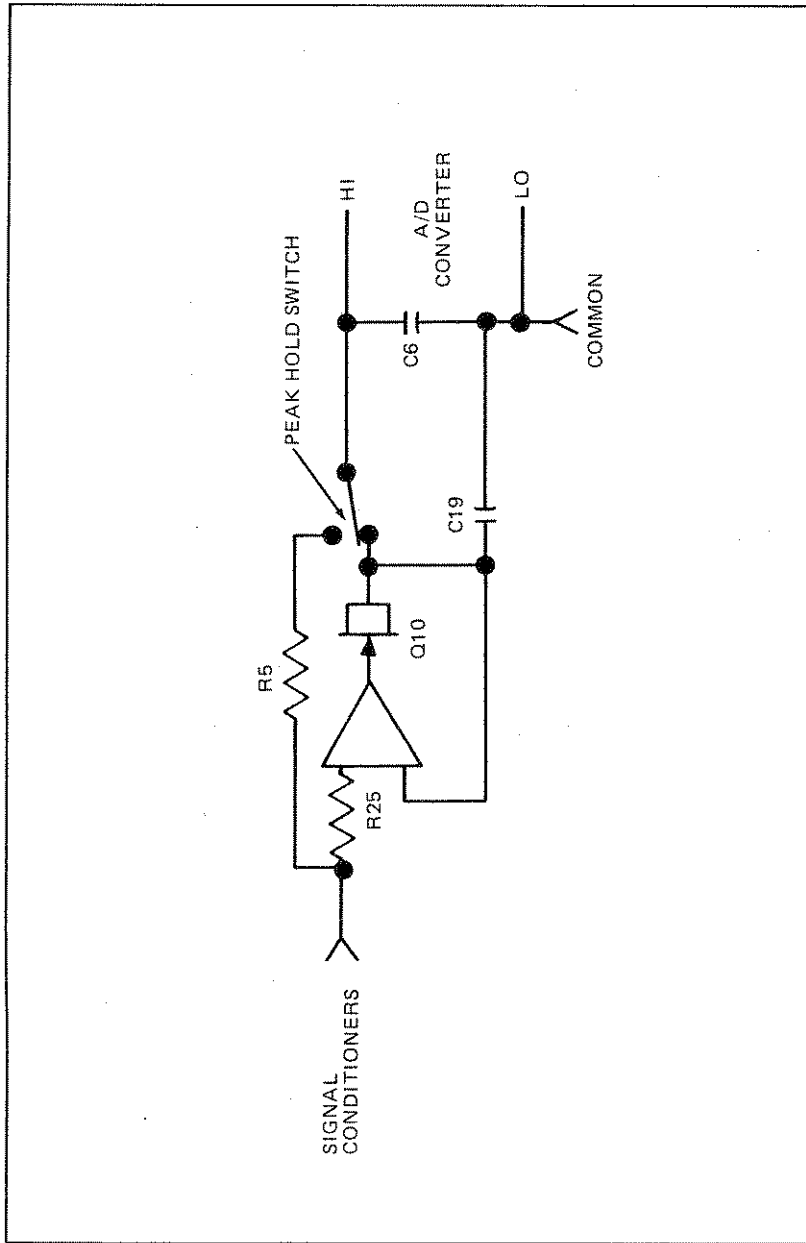 SIGNAL
CONDITIONERS
R5
R25
Q10
PEAK HOLD SWITCH
C19
C6
HI
A/D
CONVERTER
LO
COMMON